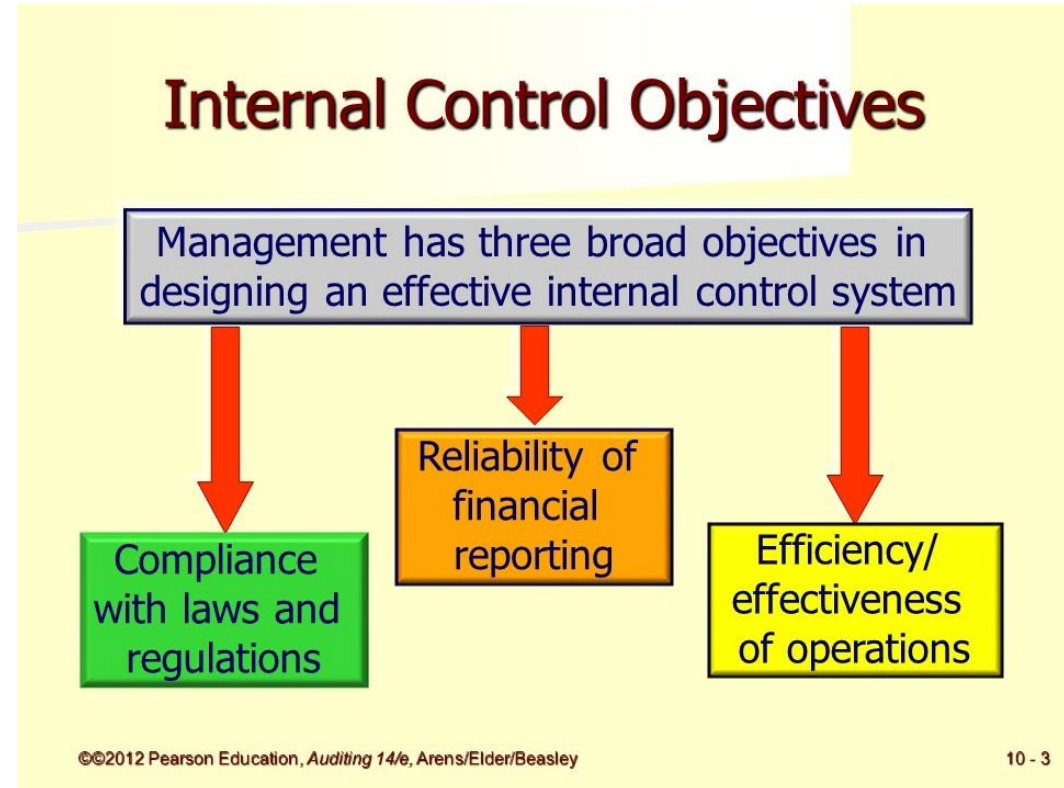 Internal Control Objectives
Management has three broad objectives in
designing an effective internal control system
Compliance
with laws and
regulations
Reliability of
financial
reporting
Efficiency/
effectiveness
of operations
©©2012 Pearson Education, Auditing 14/e, Arens/Elder/Beasley
10 - 3